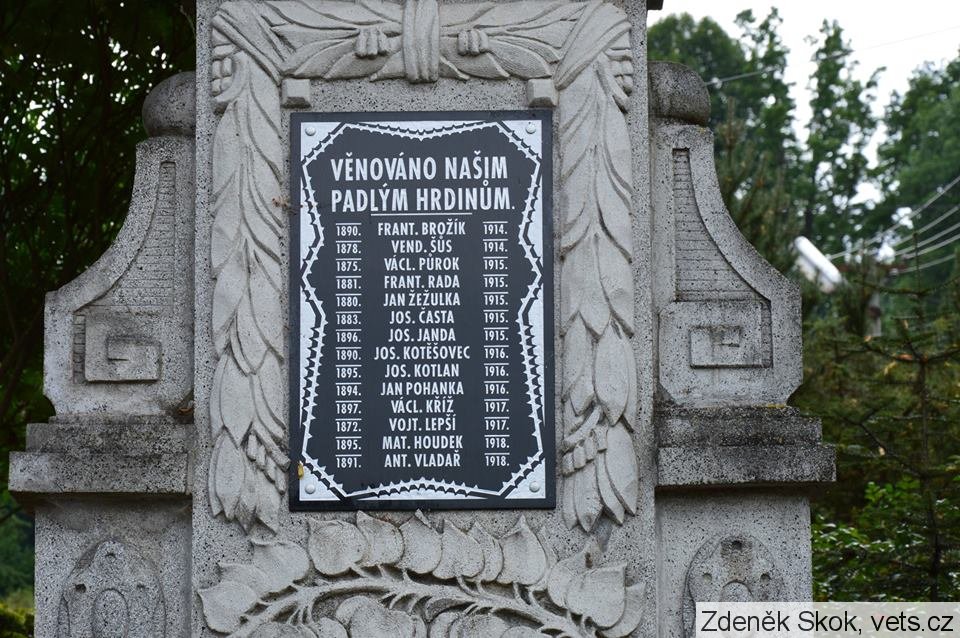 VĚNOVÁNO NAŠIM
PADLÝM HRDINŮM.
1890. FRANT. BROŽÍK 1914.
1878. VEND. ŠŮS 1914.
1875. VÁCL. PŮROK 1915.
1881. FRANT. RADA 1915.
1880. JAN ŽEŽULKA 1915.
1883. JOS. ČASTA 1915.
1896. JOS. JANDA 1915.
1890. JOS. KOTĚŠOVEC 1916.
1895. JOS. KOTLAN 1916.
1894. JAN POHANKA 1916.
1897. VÁCL. KŘÍŽ 1917.
1872. VOJT. LEPŠÍ 1917.
1895. MAT. HOUDEK 1918.
1891. ANT. VLADAŘ 1918.
Zdeněk Skok, vets.cz